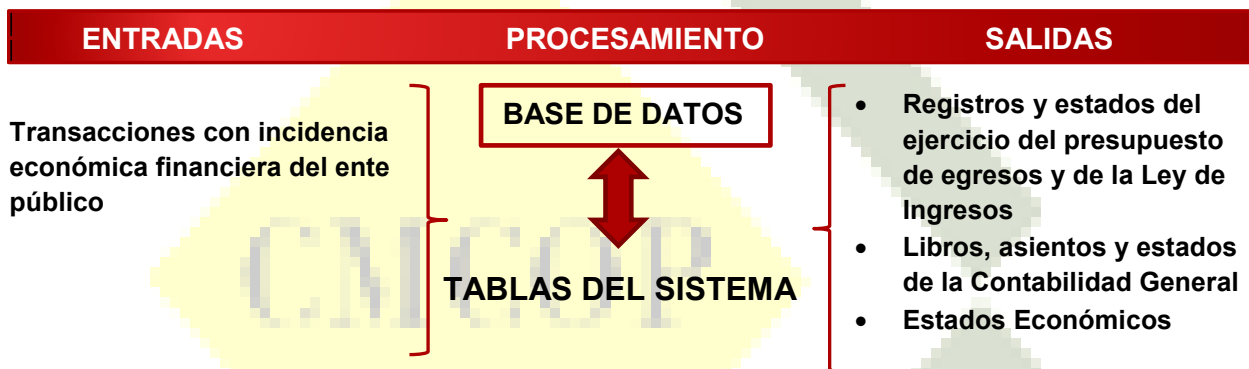 ENTRADAS PROCESAMIENTO SALIDAS
Transacciones con incidencia
económica financiera del ente
público
BASE DE DATOS
TABLAS DEL SISTEMA
CMCOP
• Registros y estados del
ejercicio del presupuesto
de egresos y de la Ley de
Ingresos
• Libros, asientos y estados
de la Contabilidad General
• Estados Económicos